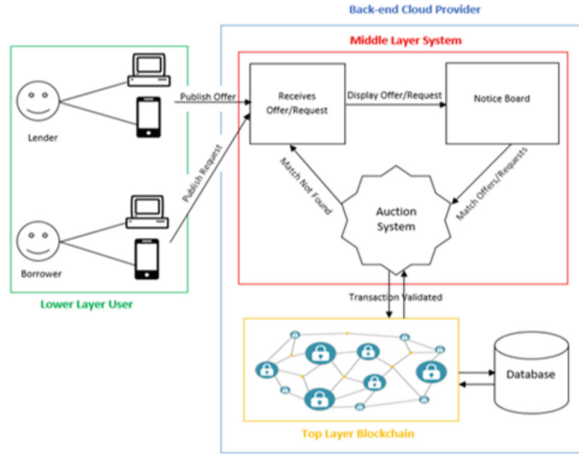 Back-end Cloud Provider
Middle Layer System
Lender
Publish Offer
Receives
Offer/Request
Display Offer/Request
Notice Board
Publish Request
Match Not Found
Match Offers/Requests
Auction
System
Borrower
Lower Layer User
Transaction Validated
Database
Top Layer Blockchain